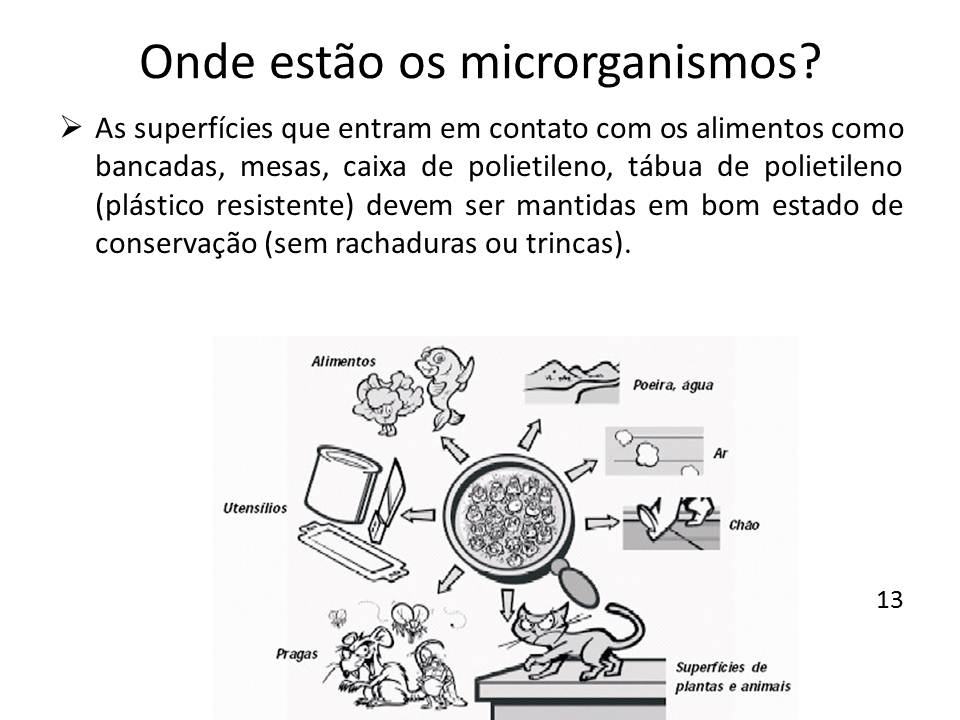 Onde estão os microrganismos?
As superfícies que entram em contato com os alimentos como
bancadas, mesas, caixa de polietileno, tábua de polietileno
(plástico resistente) devem ser mantidas em bom estado de
conservação (sem rachaduras ou trincas).
Alimentos
Poeira, água
Ar
Utensílios
Chão
13
Pragas
Superfícies de
plantas e animais